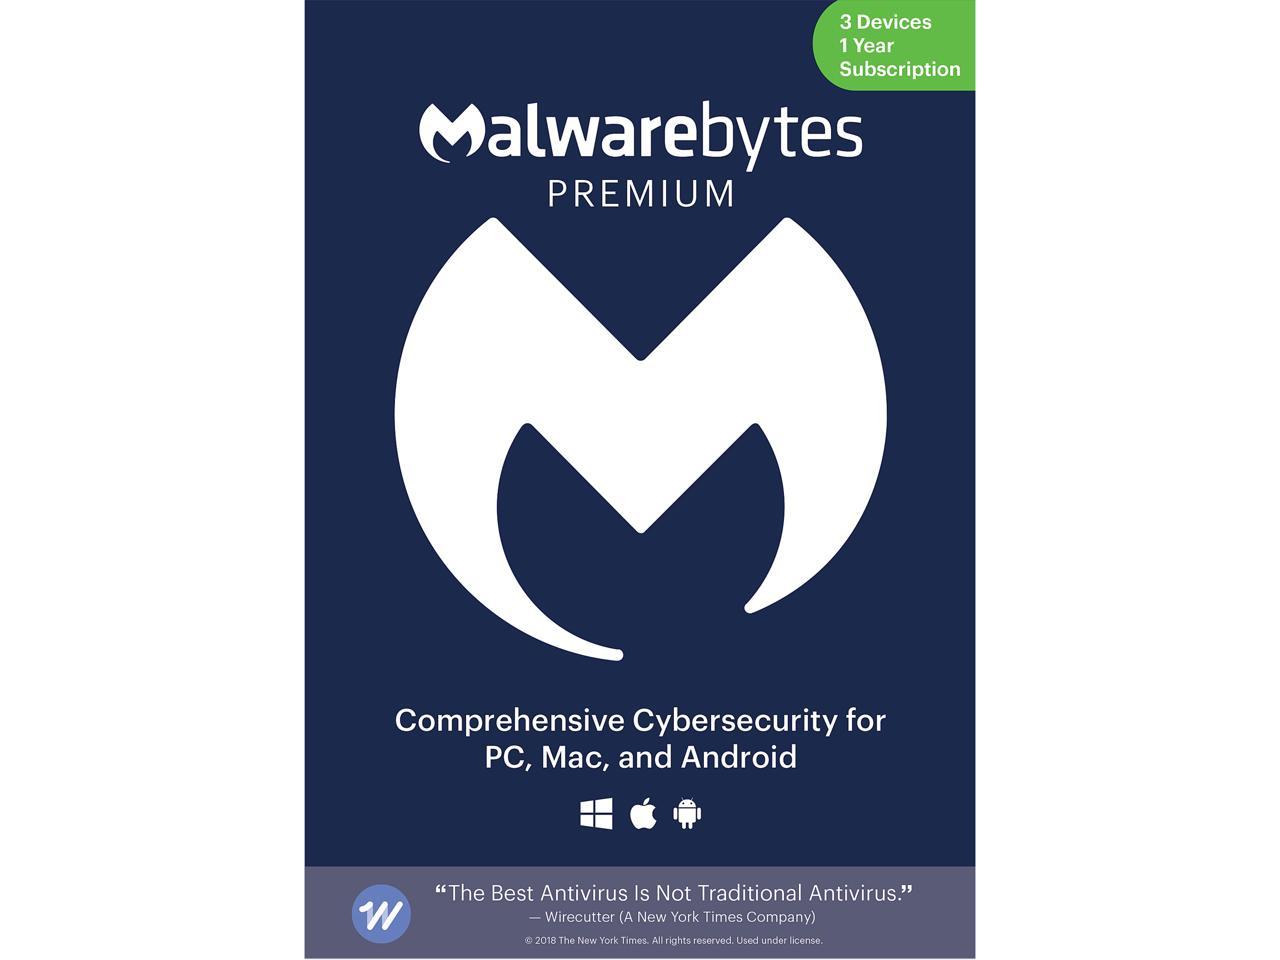 3 Devices
1 Year
Subscription
Malwarebytes
PREMIUM
Comprehensive Cybersecurity for
PC, Mac, and Android
“The Best Antivirus Is Not Traditional Antivirus.”
— Wirecutter (A New York Times Company)
© 2018 The New York Times. All rights reserved. Used under license.